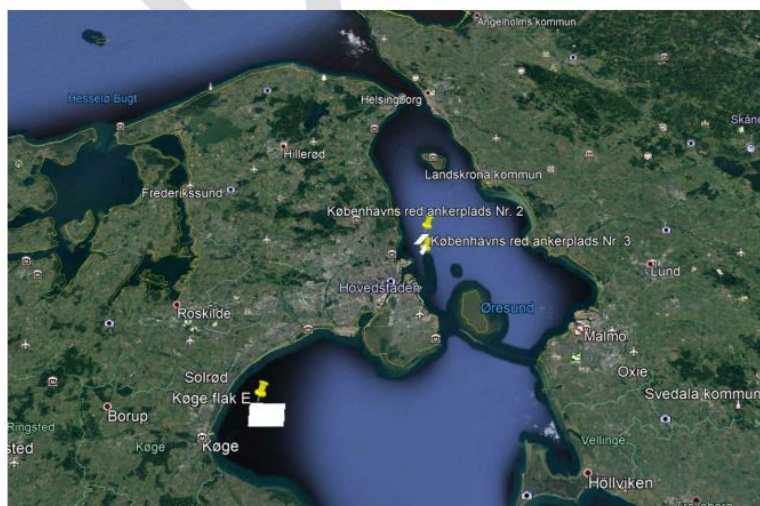 Ängelholms kommun
Hesselø Bugt
Helsingborg
Skåne
Hillerød
Landskrona kommun
Frederikssund
Københavns red ankerplads Nr. 2
Københavns red ankerplads Nr. 3
Lund
Hovedstaden
Øresund
Roskilde
Malmö
Solrød
Oxie
Køge flak E
Svedala kommun
Borup
Ringsted
sted
Køge
Køge
Vellinge
Höllviken